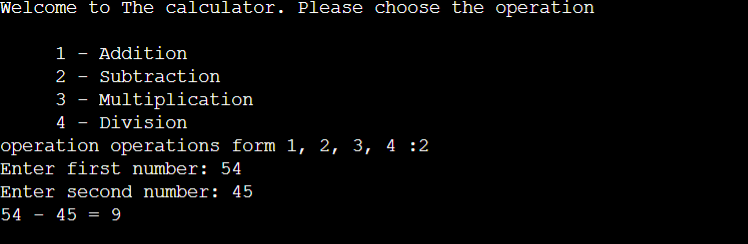 Welcome to The calculator. Please choose the operation
1 - Addition
2 - Subtraction
3 - Multiplication
4 - Division
operation operations form 1, 2, 3, 4 :2
Enter first number: 54
Enter second number: 45
54 - 45 = 9